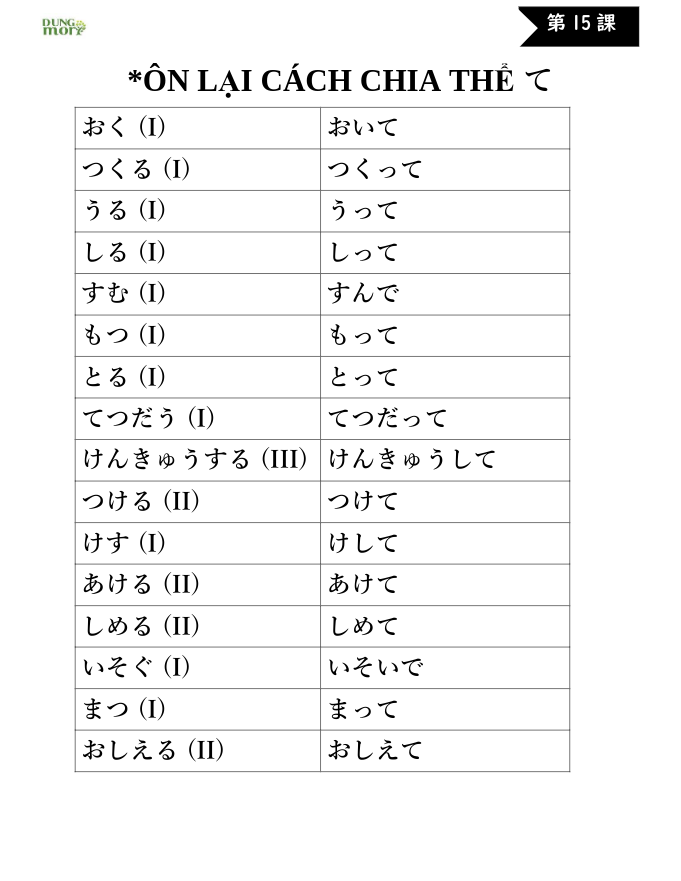 DUNG
mori
第 15 課
*ÔN LẠI CÁCH CHIA THỂ て
おく (I) おいて
つくる (I) つくって
うる (I) うって
しる (I) しって
すむ (I) すんで
もつ (I) もって
とる (I) とって
てつだう (I) てつだって
けんきゅうする (III) けんきゅうして
つける (II) つけて
けす (I) けして
あける (II) あけて
しめる (II) しめて
いそぐ (I) いそいで
まつ (I) まって
おしえる (II) おしえて